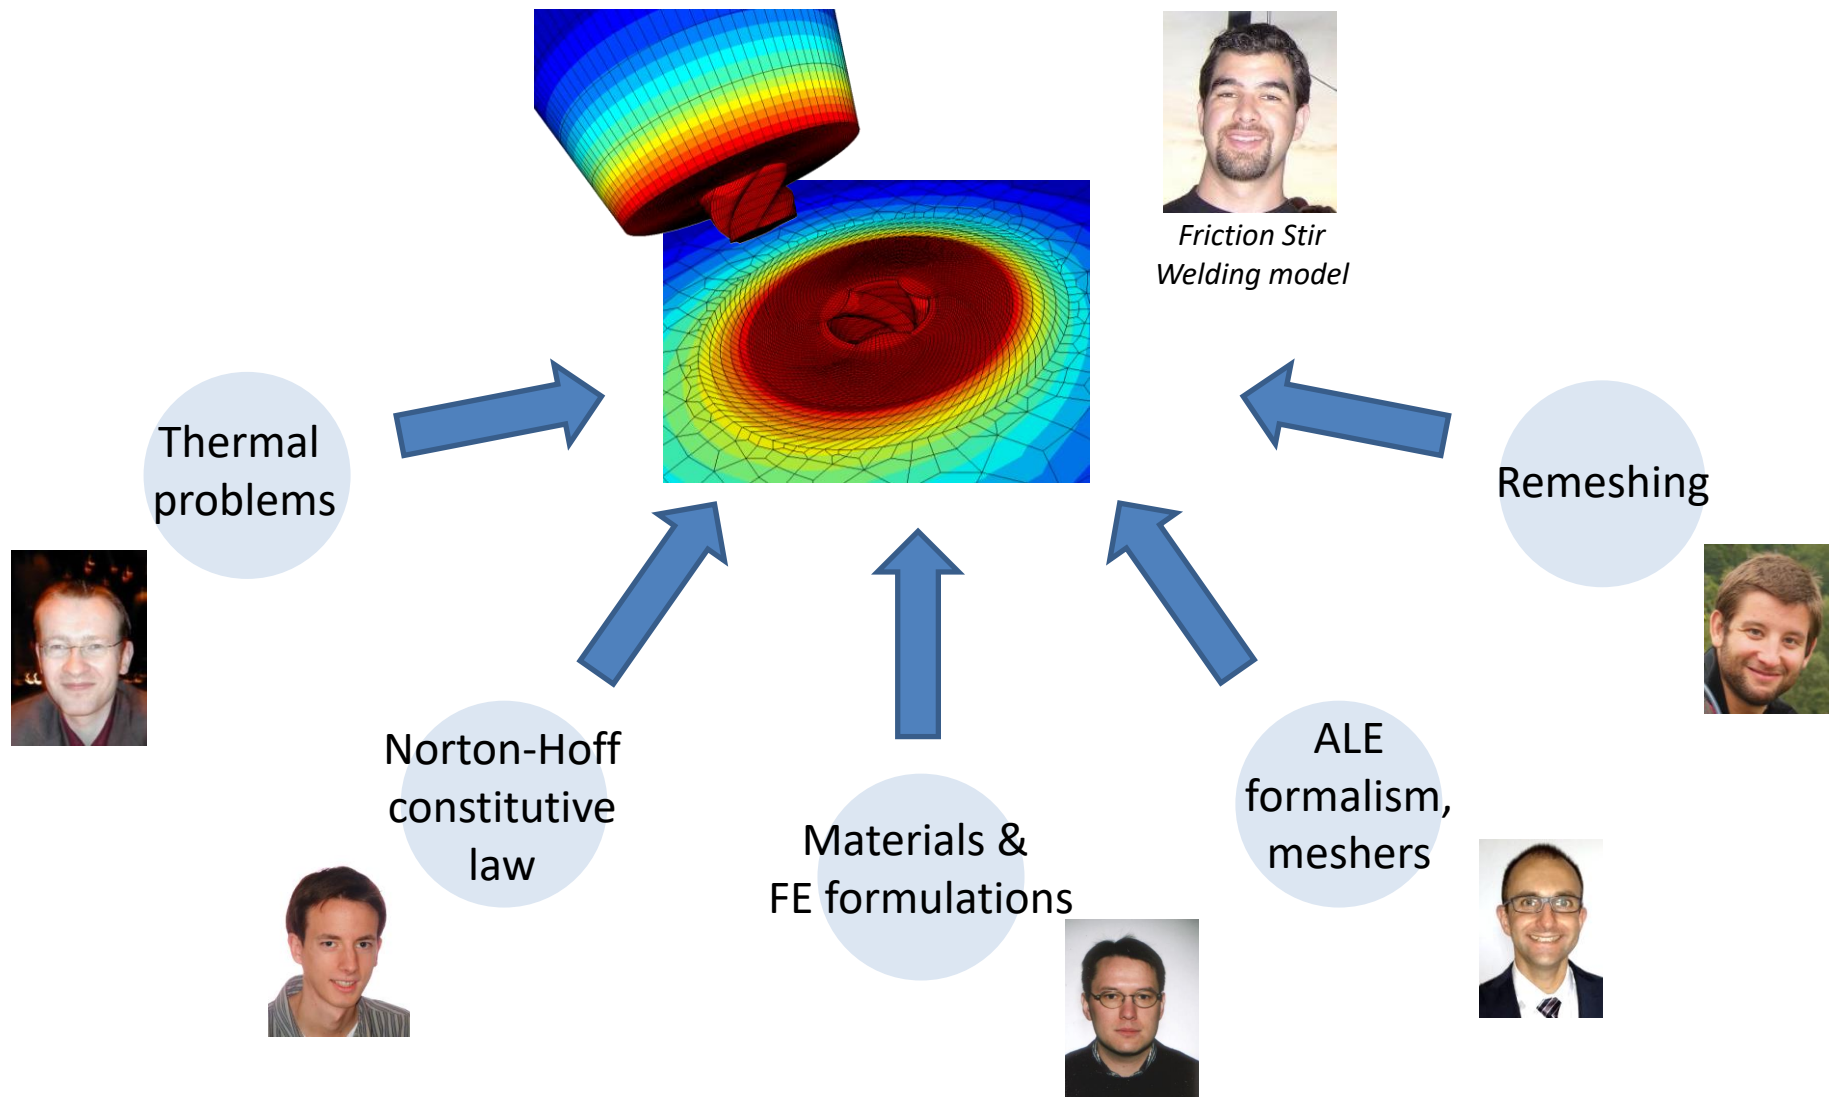 Friction Stir
Welding model
Thermal
problems
Remeshing
Norton-Hoff
constitutive
law
Materials &
FE formulations
ALE
formalism,
meshers